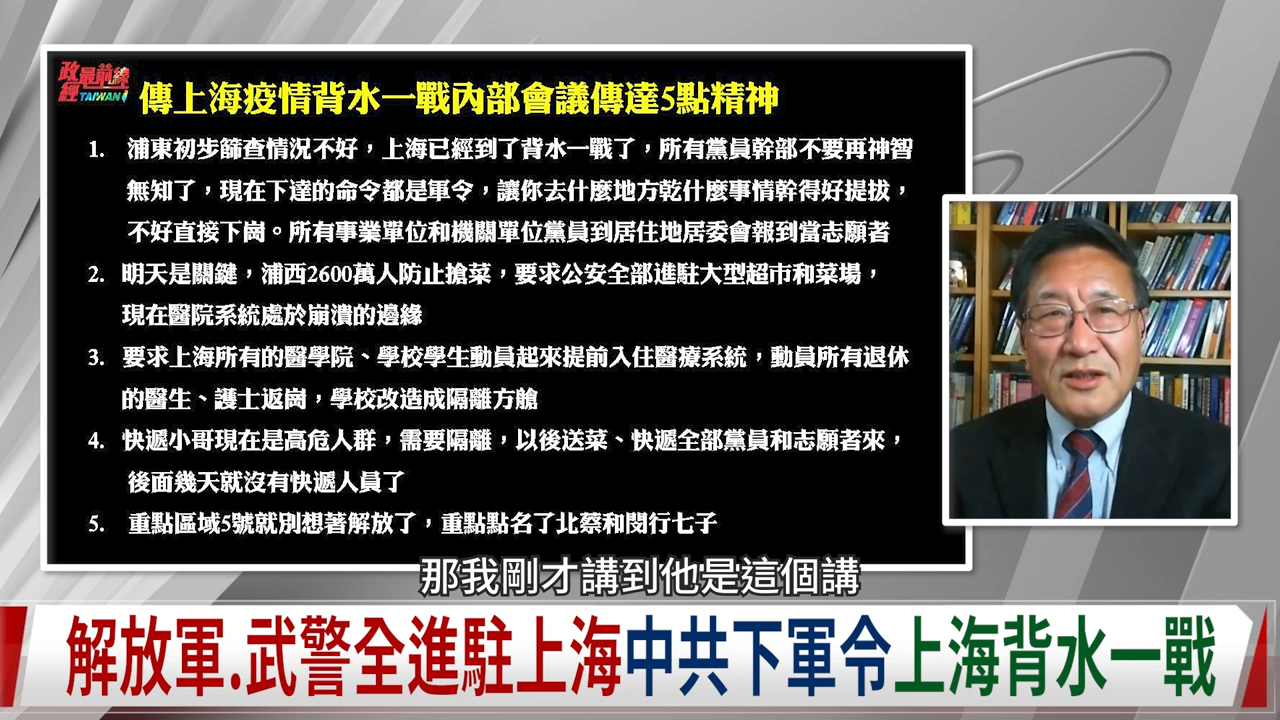 政經最前線
TAIWAN
傳上海疫情背水一戰內部會議傳達5點精神
1. 浦東初步篩查情況不好，上海已經到了背水一戰了，所有黨員幹部不要再神智
無知了，現在下達的命令都是軍令，讓你去什麼地方乾什麼事情幹得好提拔，
不好直接下崗。所有事業單位和機關單位黨員到居住地居委會報到當志願者
2. 明天是關鍵，浦西2600萬人防止搶菜，要求公安全部進駐大型超市和菜場，
現在醫院系統處於崩潰的邊緣
3. 要求上海所有的醫學院、學校學生動員起來提前入住醫療系統，動員所有退休
的醫生、護士返崗，學校改造成隔離方艙
4. 快遞小哥現在是高危人群，需要隔離，以後送菜、快遞全部黨員和志願者來，
後面幾天就沒有快遞人員了
5. 重點區域5號就別想著解放了，重點點名了北蔡和閔行七子
那我剛才講到他是這個講
解放軍.武警全進駐上海中共下軍令上海背水一戰